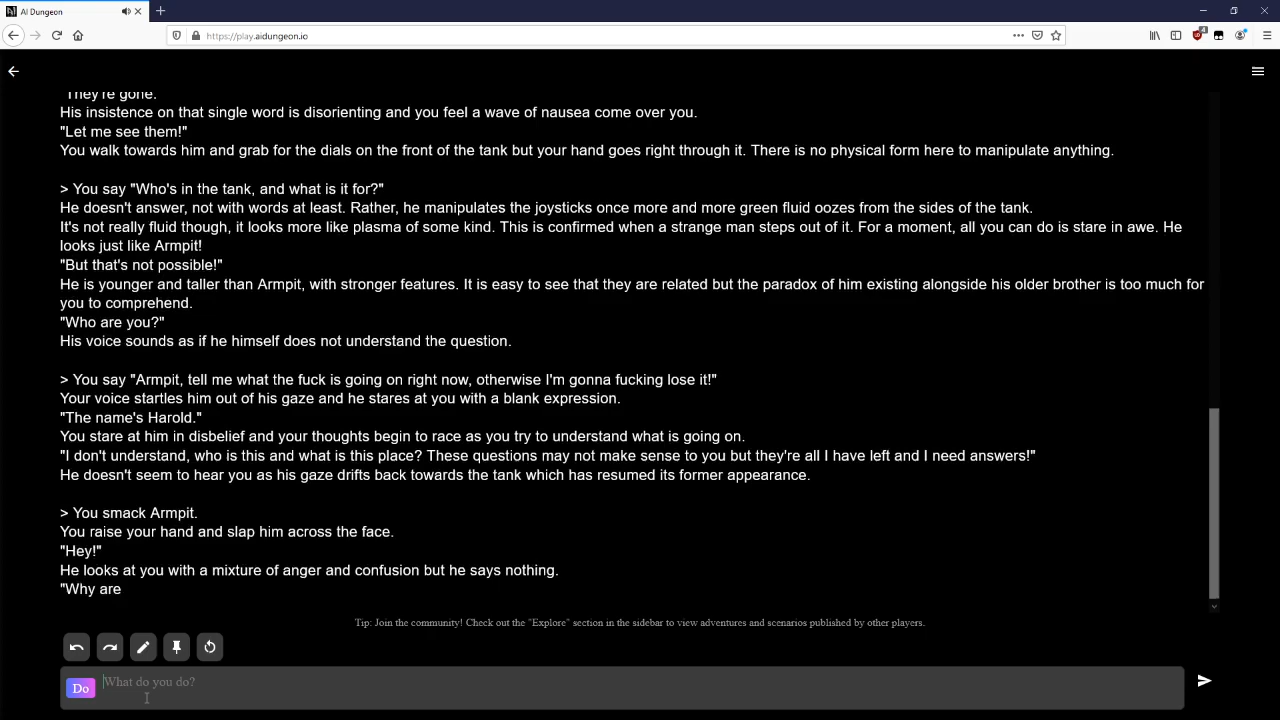 AI Dungeon
https://play.aidungeon.io
"They're gone.
His insistence on that single word is disorienting and you feel a wave of nausea come over you.
"Let me see them!"
You walk towards him and grab for the dials on the front of the tank but your hand goes right through it. There is no physical form here to manipulate anything.
> You say "Who's in the tank, and what is it for?"
He doesn't answer, not with words at least. Rather, he manipulates the joysticks once more and more green fluid oozes from the sides of the tank.
It's not really fluid though, it looks more like plasma of some kind. This is confirmed when a strange man steps out of it. For a moment, all you can do is stare in awe. He
looks just like Armpit!
"But that's not possible!"
He is younger and taller than Armpit, with stronger features. It is easy to see that they are related but the paradox of him existing alongside his older brother is too much for
you to comprehend.
"Who are you?"
His voice sounds as if he himself does not understand the question.
> You say "Armpit, tell me what the fuck is going on right now, otherwise I'm gonna fucking lose it!"
Your voice startles him out of his gaze and he stares at you with a blank expression.
"The name's Harold."
You stare at him in disbelief and your thoughts begin to race as you try to understand what is going on.
"I don't understand, who is this and what is this place? These questions may not make sense to you but they're all I have left and I need answers!"
He doesn't seem to hear you as his gaze drifts back towards the tank which has resumed its former appearance.
> You smack Armpit.
You raise your hand and slap him across the face.
"Hey!"
He looks at you with a mixture of anger and confusion but he says nothing.
"Why are
Tip: Join the community! Check out the "Explore" section in the sidebar to view adventures and scenarios published by other players.
Do What do you do?